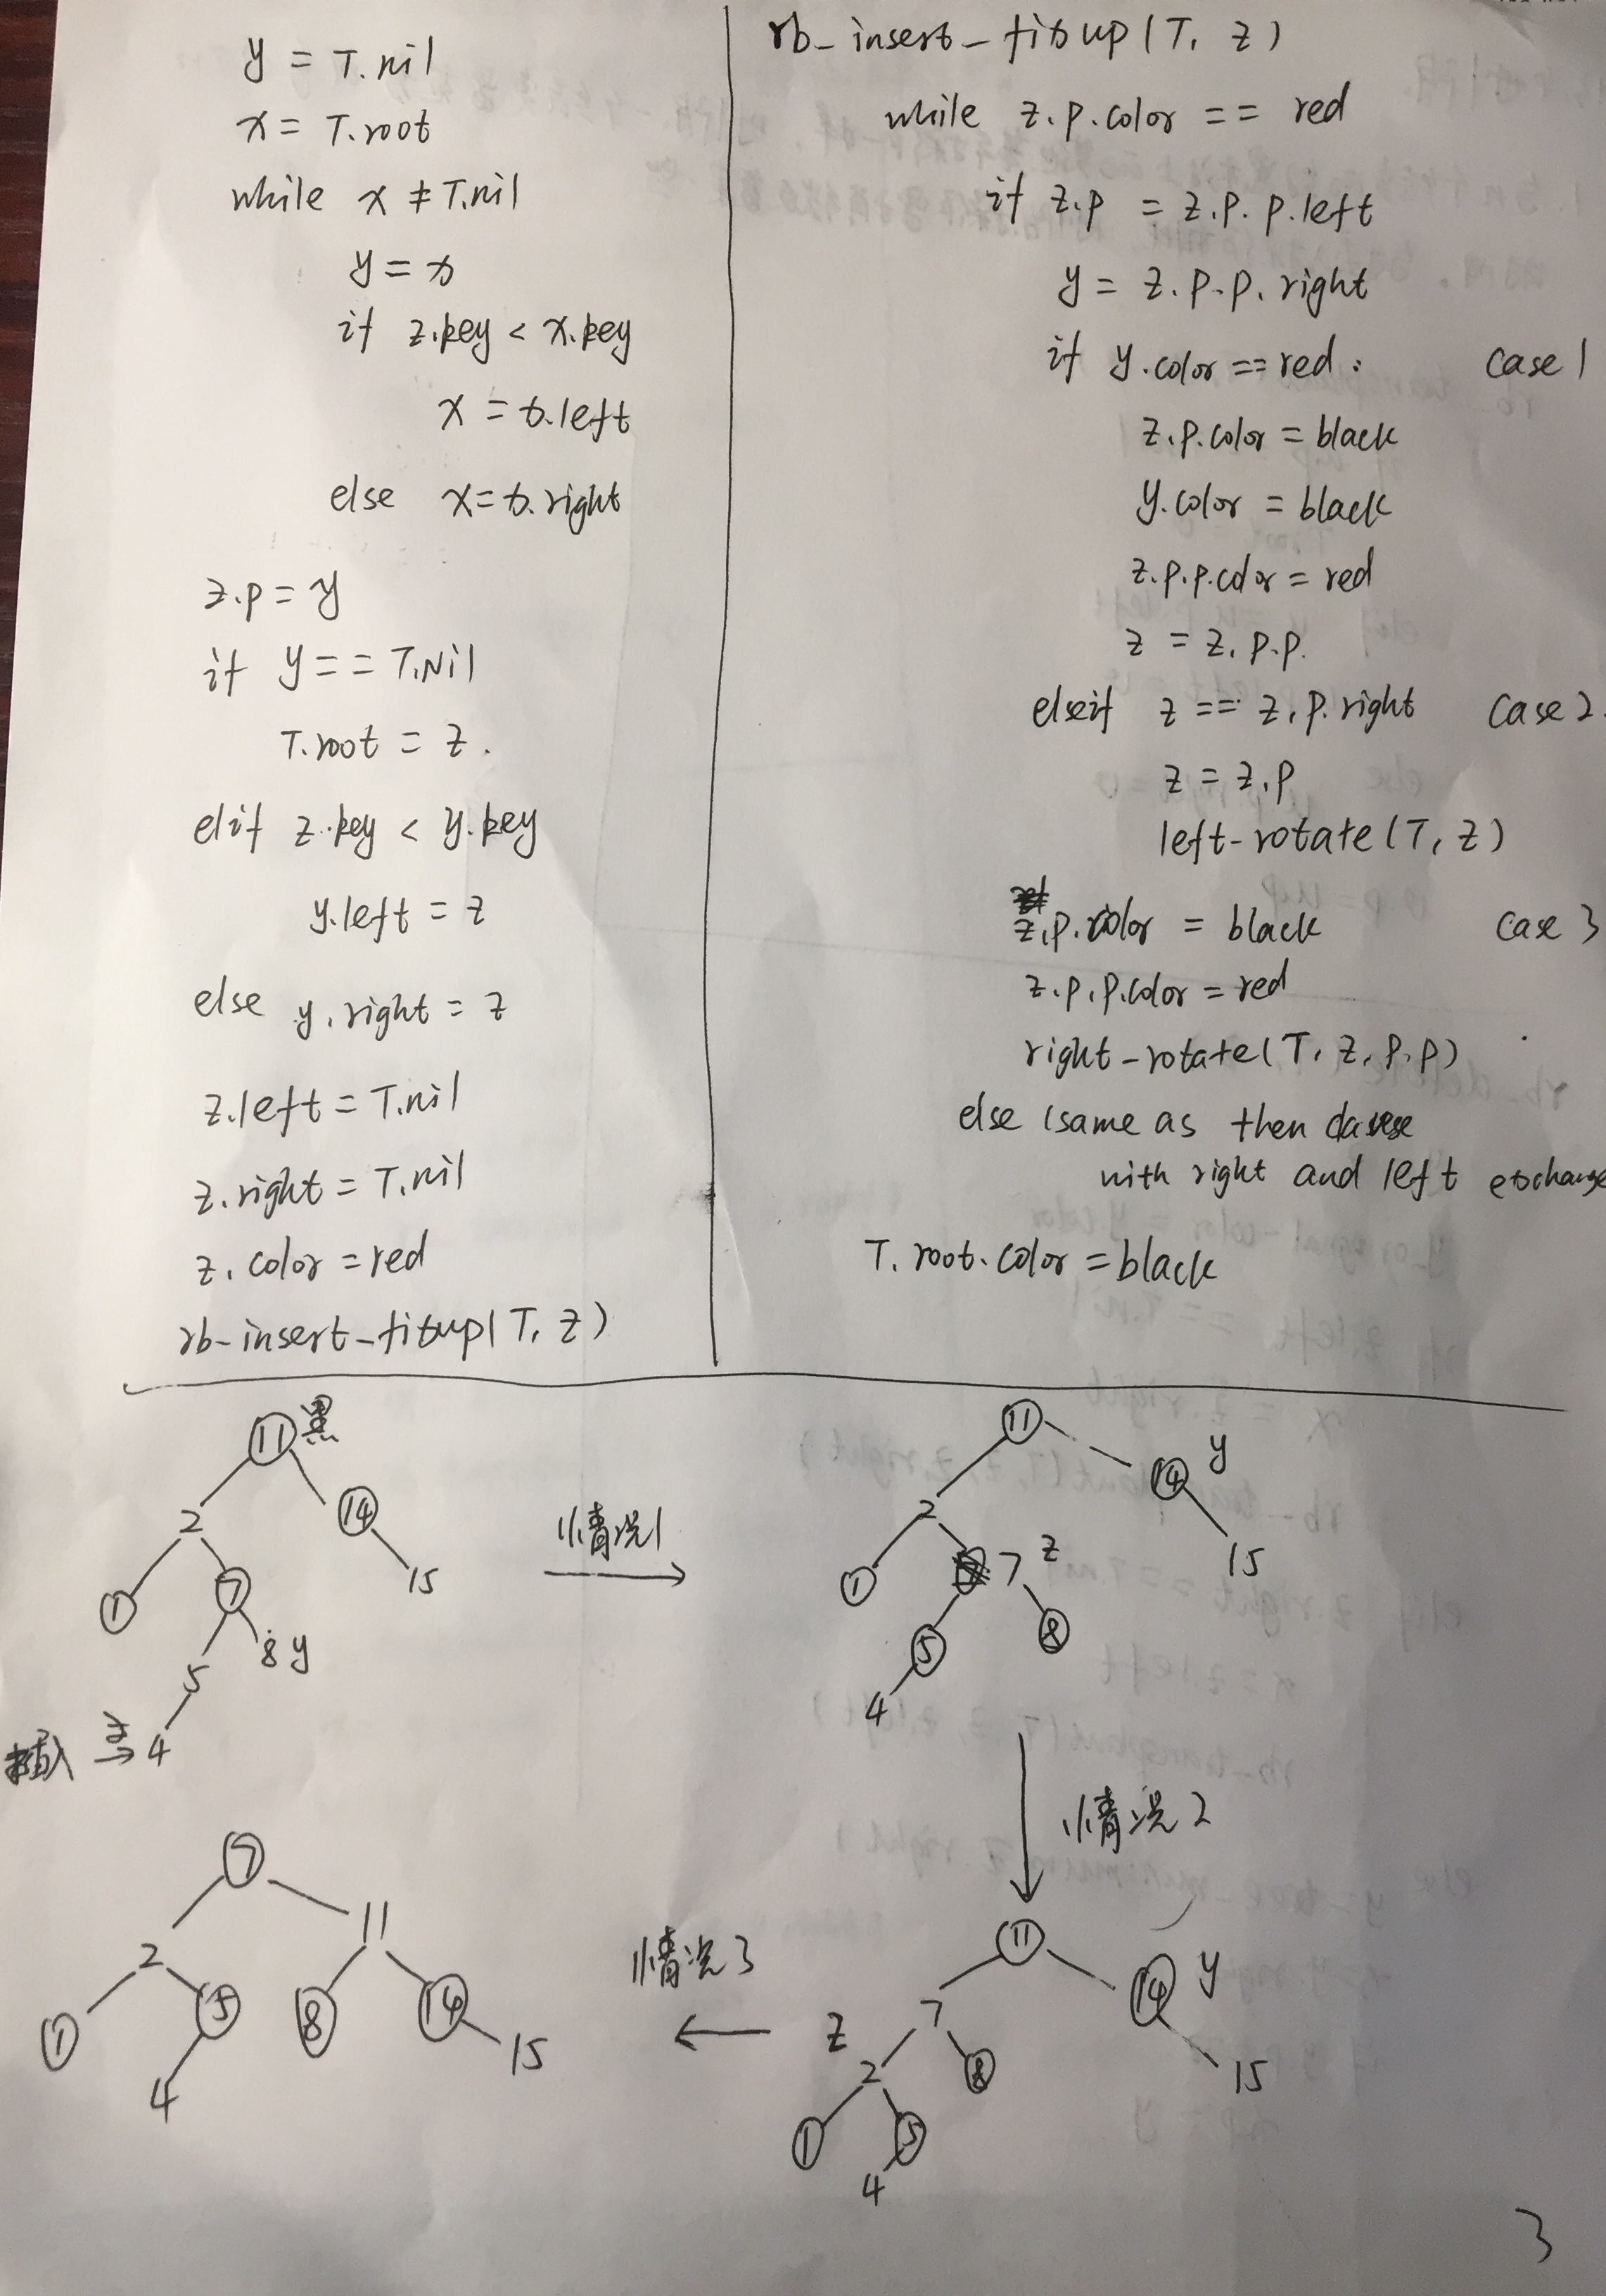 y = T.nil
x = T.root
while x ≠ T.nil
y = x
if z.key < x.key
x = x.left
else x = x.right
z.p = y
if y == T.Nil
T.root = z.
elif z.key < y.key
y.left = z
else y.right = z
z.left = T.nil
z.right = T.nil
z.color = red
rb-insert-fixup(T, z)
rb-insert-fixup(T, z)
while z.p.color == red
if z.p = z.p.p.left
y = z.p.p.right
if y.color == red: case 1
z.p.color = black
y.color = black
z.p.p.color = red
z = z.p.p.
elseif z == z.p.right case 2.
z = z.p
left-rotate(T, z)
z.p.color = black case 3
z.p.p.color = red
right-rotate(T, z.p.p)
else (same as then
with right and left exchange
T.root.color = black
11 黑
2 14
1 7 15
5 8 y
插入 z → 4
情况1
11
2 14 y
1 7 z 15
5 8
4
情况2
11
7 14 y
z 2 8 15
1 5
4
情况3
7
2 11
1 5 8 14
4 15
3